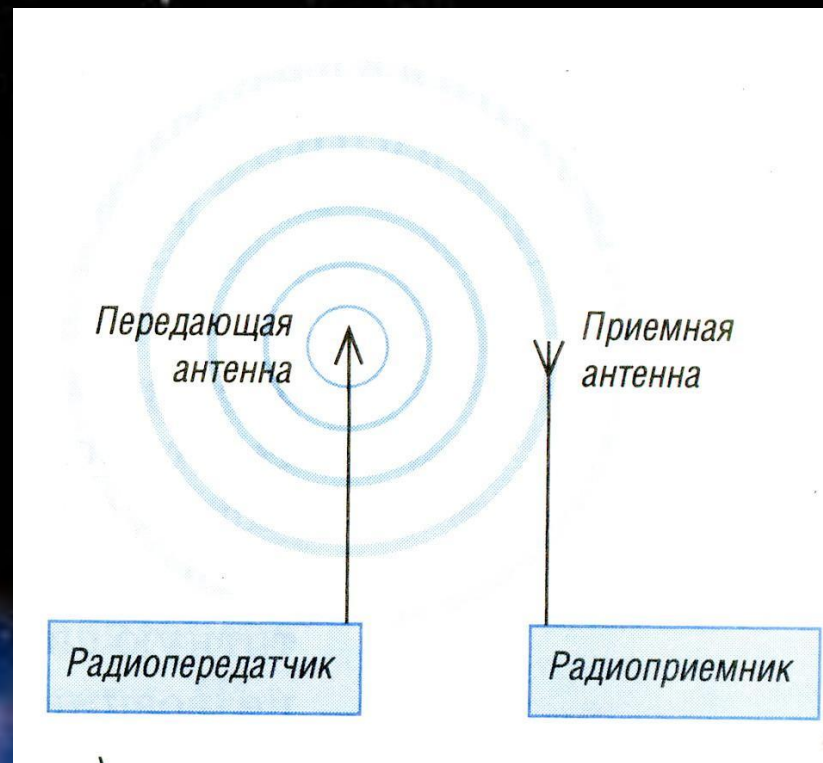 Передающая
антенна
Приемная
антенна
Радиопередатчик
Радиоприемник